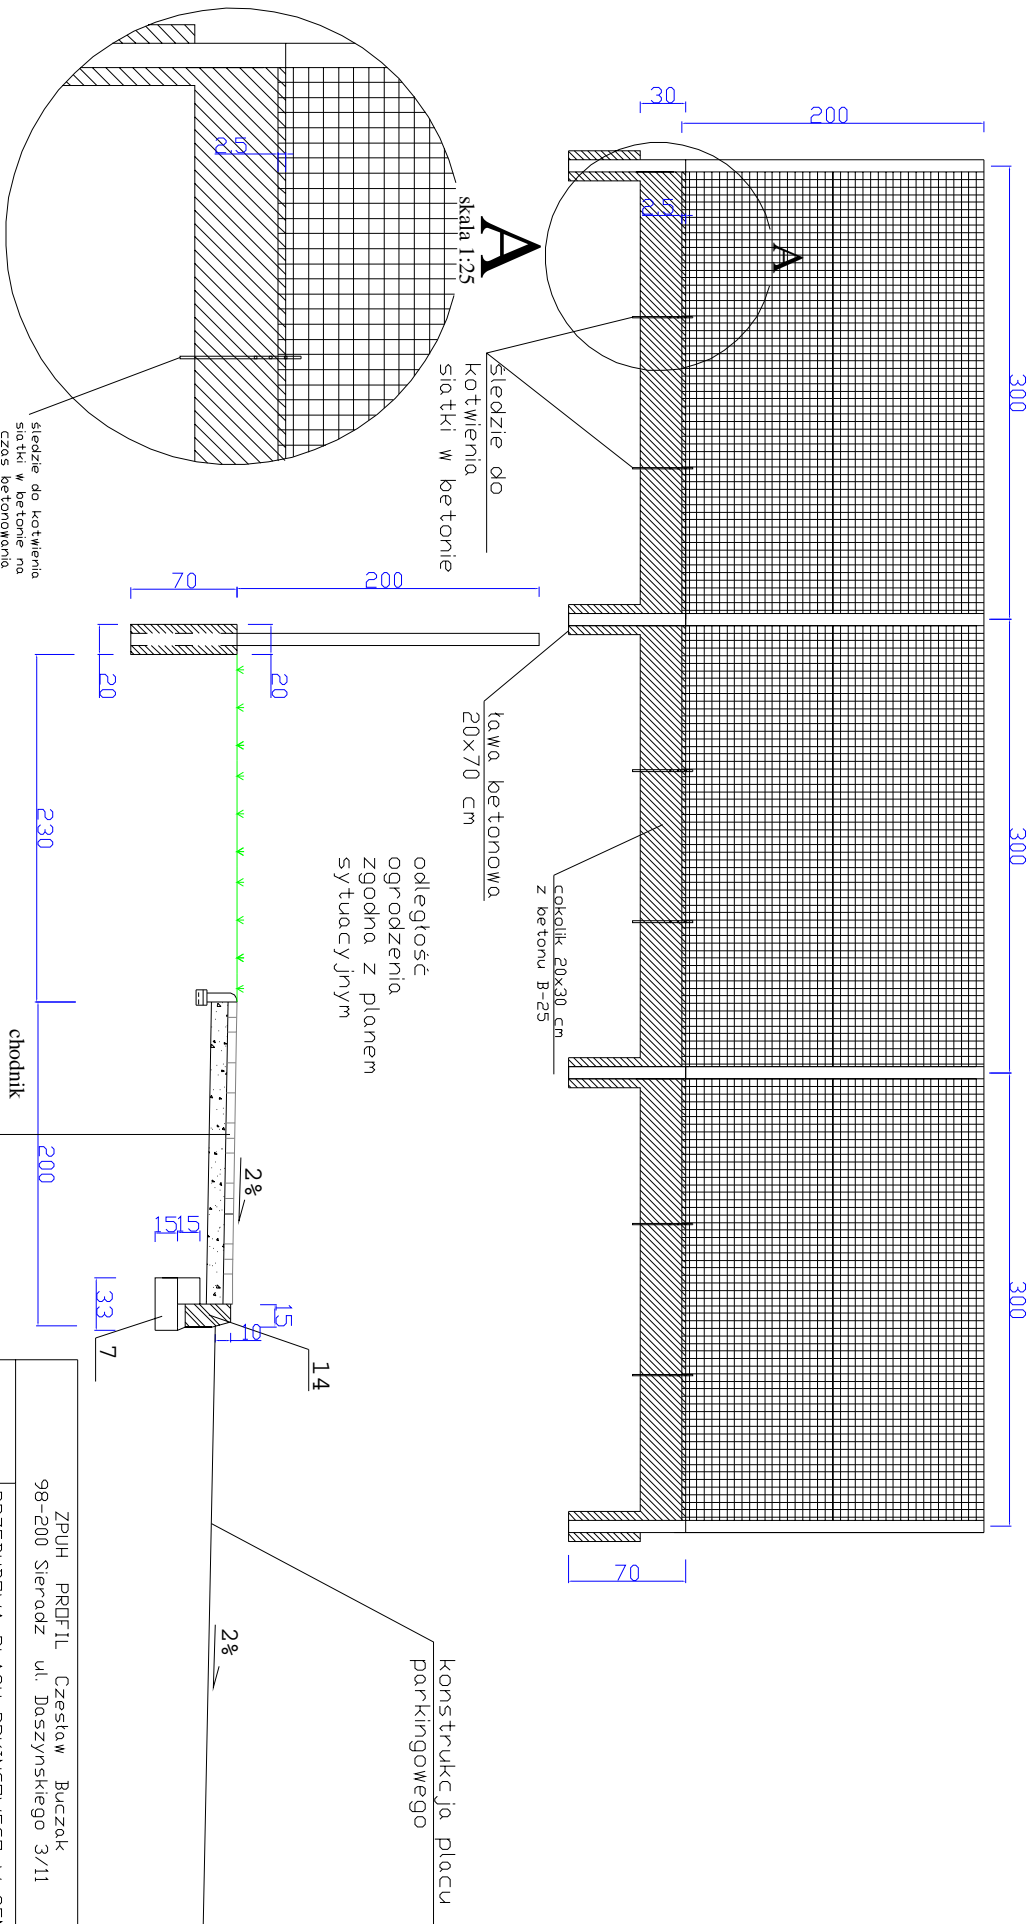 300
300
300
200
30
2.5
70
A
A
skala 1:25
2.5
śledzie do
kotwienia
siatki w betonie
śledzie do kotwienia
siatki w betonie na
czas betonowania
ława betonowa
20x70 cm
cokolik 20x30 cm
z betonu B-25
odległość
ogrodzenia
zgodna z planem
sytuacyjnym
200
70
20
20
230
200
chodnik
2%
15
15
33
15
10
7
14
2%
konstrukcja placu
parkingowego
ZPUH PROFIL Czesław Buczak
98-200 Sieradz ul. Daszynskiego 3/11